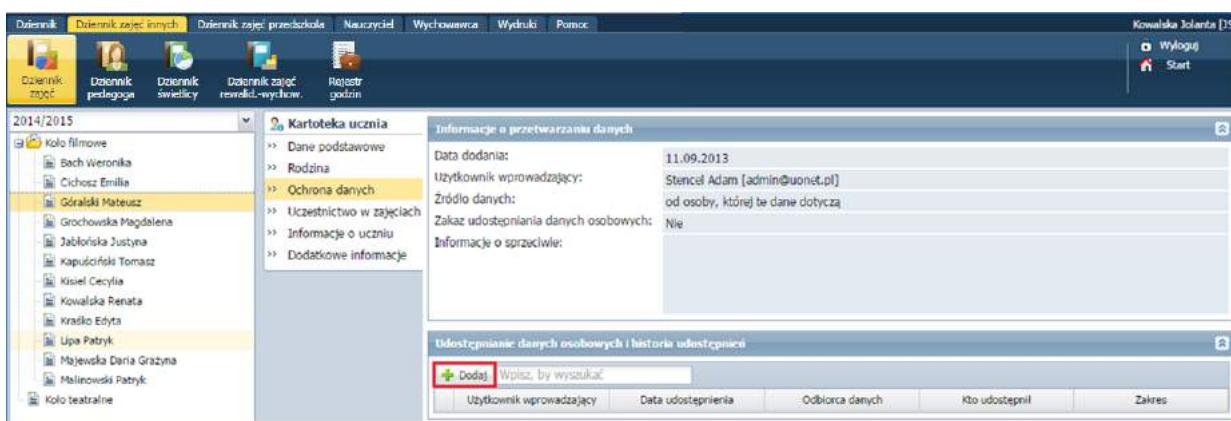 Dziennik Dziennik zajęć innych Dziennik zajęć przedszkola Nauczyciel Wychowawca Wydruki Pomoc Kowalska Jolanta
Wyloguj
Start
Dziennik zajęć
Dziennik pedagoga
Dziennik świetlicy
Dziennik zajęć rewalid.-wychow.
Rejestr godzin
2014/2015
Koło filmowe
Bach Weronika
Cichosz Emilia
Góralski Mateusz
Grochowska Magdalena
Jabłońska Justyna
Kapuściński Tomasz
Kisiel Cecylia
Kowalska Renata
Kraśko Edyta
Lipa Patryk
Majewska Daria Grażyna
Malinowski Patryk
Koło teatralne
Kartoteka ucznia
Dane podstawowe
Rodzina
Ochrona danych
Uczestnictwo w zajęciach
Informacje o uczniu
Dodatkowe informacje
Informacje o przetwarzaniu danych
Data dodania: 11.09.2013
Użytkownik wprowadzający: Stencel Adam [admin@uonet.pl]
Źródło danych: od osoby, której te dane dotyczą
Zakaz udostępniania danych osobowych: Nie
Informacje o sprzeciwie:
Udostępnianie danych osobowych i historia udostępnień
Dodaj Wpisz, by wyszukać
Użytkownik wprowadzający Data udostępnienia Odbiorca danych Kto udostępnił Zakres